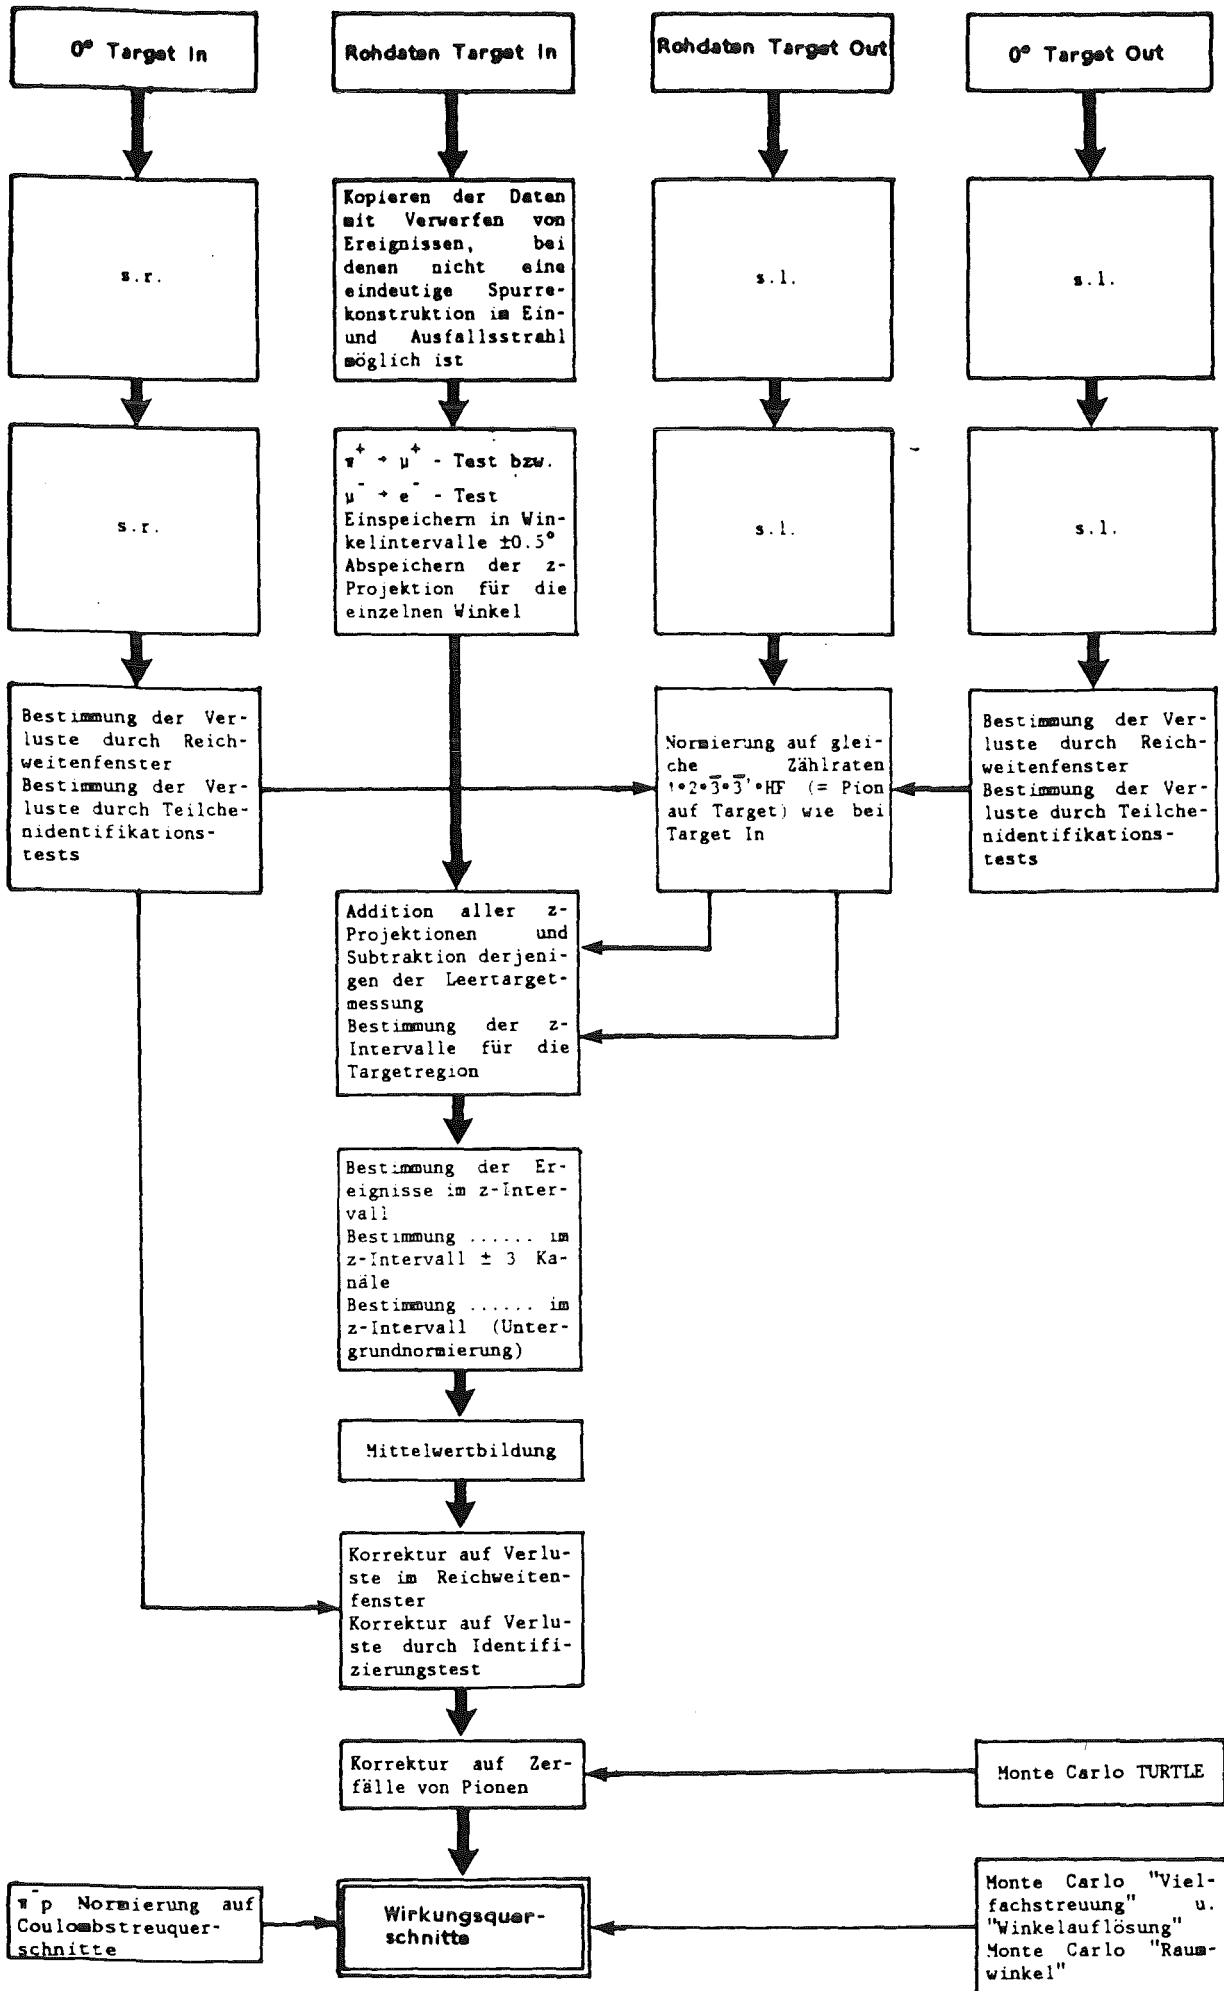 0° Target In
Rohdaten Target In
Rohdaten Target Out
0° Target Out
s.r.
Kopieren der Daten
mit Verwerfen von
Ereignissen, bei
denen nicht eine
eindeutige Spurre-
konstruktion im Ein-
und Ausfallsstrahl
möglich ist
s.l.
s.l.
s.r.
π⁺ → μ⁺ - Test bzw.
μ⁻ → e⁻ - Test
Einspeichern in Win-
kelintervalle ±0.5°
Abspeichern der z-
Projektion für die
einzelnen Winkel
s.l.
s.l.
Bestimmung der Ver-
luste durch Reich-
weitenfenster
Bestimmung der Ver-
luste durch Teilche-
nidentifikations-
tests
Normierung auf glei-
che Zählraten
1•2•3̅•3̅'•HF (= Pion
auf Target) wie bei
Target In
Bestimmung der Ver-
luste durch Reich-
weitenfenster
Bestimmung der Ver-
luste durch Teilche-
nidentifikations-
tests
Addition aller z-
Projektionen und
Subtraktion derjeni-
gen der Leertarget-
messung
Bestimmung der z-
Intervalle für die
Targetregion
Bestimmung der Er-
eignisse im z-Inter-
vall
Bestimmung ...... im
z-Intervall ± 3 Ka-
näle
Bestimmung ...... im
z-Intervall (Unter-
grundnormierung)
Mittelwertbildung
Korrektur auf Verlu-
ste im Reichweiten-
fenster
Korrektur auf Verlu-
ste durch Identifi-
zierungstest
Korrektur auf Zer-
fälle von Pionen
Monte Carlo TURTLE
π⁻p Normierung auf
Coulombstreuquer-
schnitte
Wirkungsquer-
schnitte
Monte Carlo "Viel-
fachstreuung" u.
"Winkelauflösung"
Monte Carlo "Raum-
winkel"